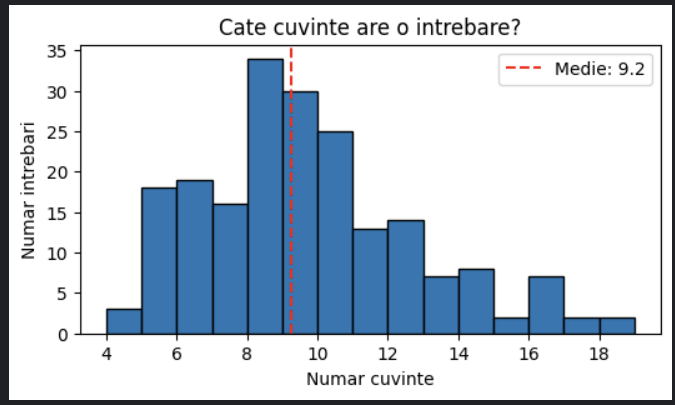 Cate cuvinte are o intrebare?
Medie: 9.2
Numar intrebari
35
30
25
20
15
10
5
0
4 6 8 10 12 14 16 18
Numar cuvinte